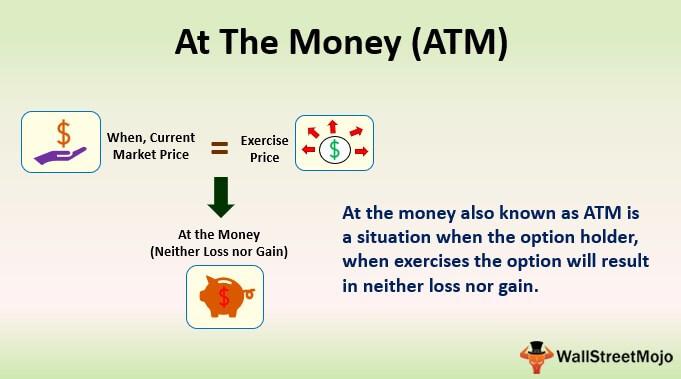 At The Money (ATM)
$
When, Current
Market Price
=
Exercise
Price
$
At the Money
(Neither Loss nor Gain)
$
At the money also known as ATM is
a situation when the option holder,
when exercises the option will result
in neither loss nor gain.
WallStreetMojo